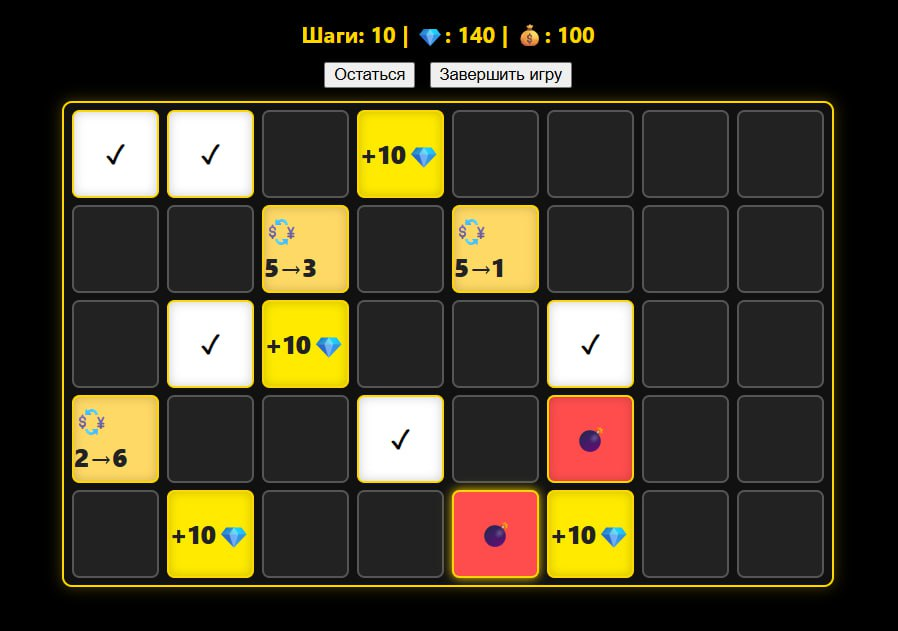 Шаги: 10 | 💎: 140 | 💰: 100
Остаться Завершить игру
✓ ✓ +10 💎
💱 💱
5→3 5→1
✓ +10 💎 ✓
💱
2→6 ✓ 💣
+10 💎 💣 +10 💎